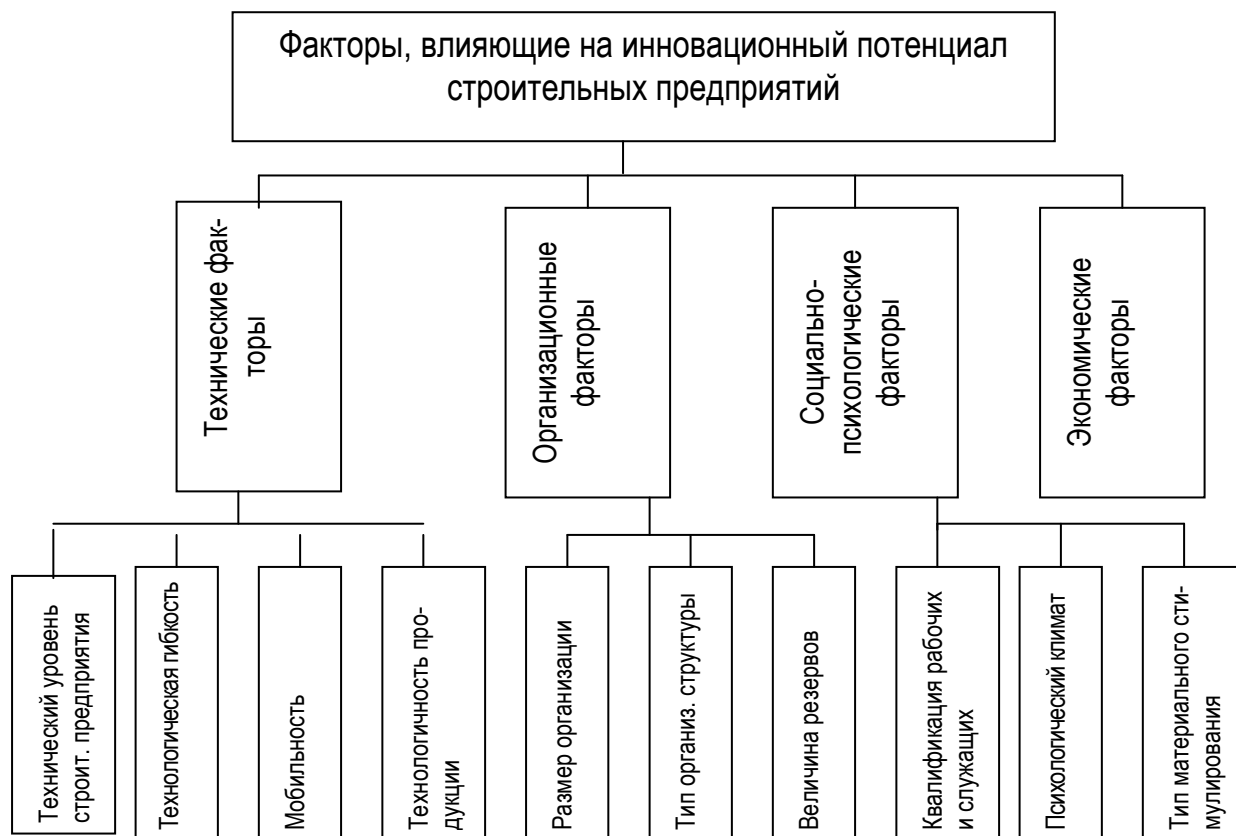 Факторы, влияющие на инновационный потенциал
строительных предприятий
Технические фак-
торы
Организационные
факторы
Социально-
психологические
факторы
Экономические
факторы
Технический уровень
строит. предприятия
Технологическая гибкость
Мобильность
Технологичность про-
дукции
Размер организации
Тип организ. структуры
Величина резервов
Квалификация рабочих
и служащих
Психологический климат
Тип материального сти-
мулирования